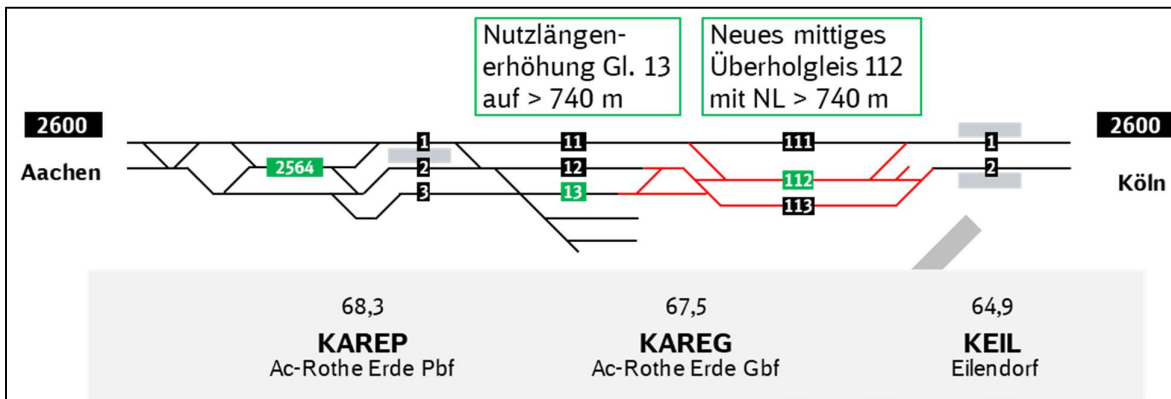 Nutzlängen-
erhöhung Gl. 13
auf > 740 m
Neues mittiges
Überholgleis 112
mit NL > 740 m
2600
2600
Aachen
Köln
1
11
111
1
2564
2
12
112
2
3
13
113
68,3
67,5
64,9
KAREP
KAREG
KEIL
Ac-Rothe Erde Pbf
Ac-Rothe Erde Gbf
Eilendorf